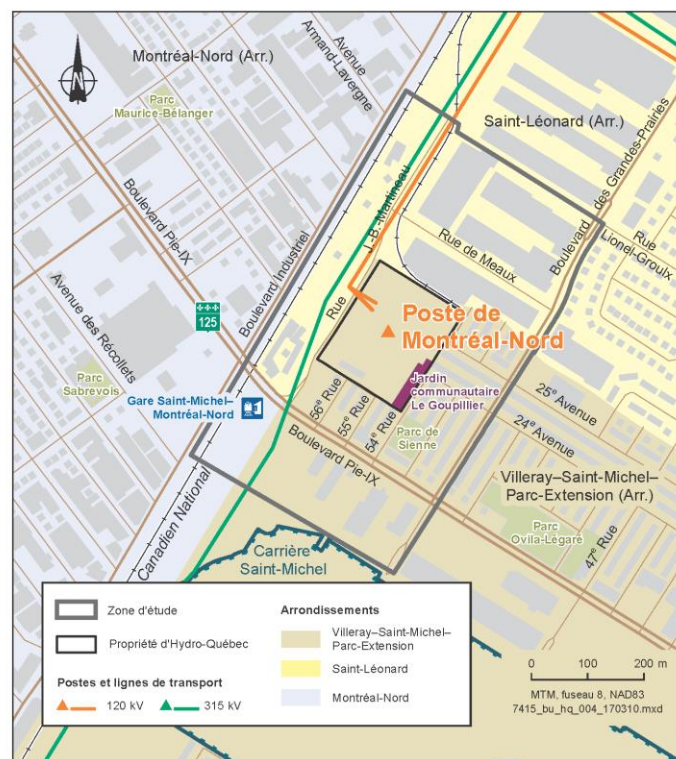 Montréal-Nord (Arr.)
Avenue
Armand-Lavergne
Parc
Maurice-Bélanger
Saint-Léonard (Arr.)
Boulevard des Grandes-Prairies
Boulevard Pie-IX
Boulevard Industriel
J.-B.-Martineau
Rue
Rue de Meaux
Rue
Lionel-Groulx
Avenue des Récollets
125
Poste de
Montréal-Nord
Parc
Sabrevois
Gare Saint-Michel–
Montréal-Nord
Jardin
communautaire
Le Goupillier
56e Rue
55e Rue
54e Rue
Parc de
Sienne
25e Avenue
24e Avenue
Boulevard Pie-IX
Villeray–Saint-Michel–
Parc-Extension (Arr.)
Canadien National
Parc
Ovila-Légaré
47e Rue
Carrière
Saint-Michel
Zone d'étude
Propriété d'Hydro-Québec
Postes et lignes de transport
120 kV
315 kV
Arrondissements
Villeray–Saint-Michel–
Parc-Extension
Saint-Léonard
Montréal-Nord
0 100 200 m
MTM, fuseau 8, NAD83
7415_bu_hq_004_170310.mxd